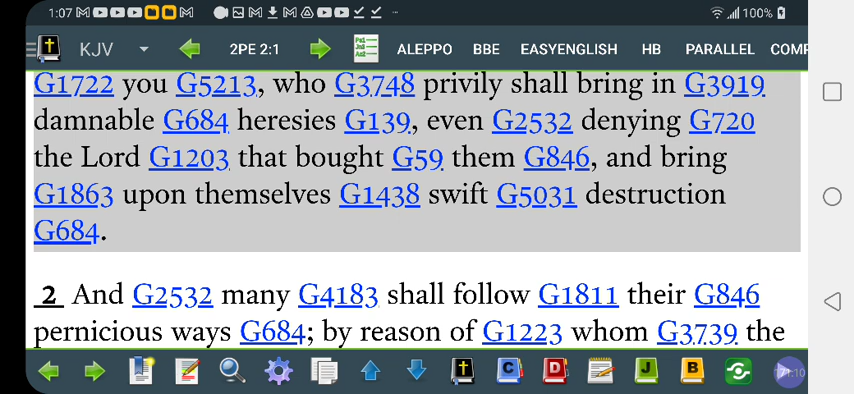 1:07 100%
KJV 2PE 2:1 ALEPPO BBE EASYENGLISH HB PARALLEL COMP
G1722 you G5213, who G3748 privily shall bring in G3919
damnable G684 heresies G139, even G2532 denying G720
the Lord G1203 that bought G59 them G846, and bring
G1863 upon themselves G1438 swift G5031 destruction
G684.
2 And G2532 many G4183 shall follow G1811 their G846
pernicious ways G684; by reason of G1223 whom G3739 the
C D J B